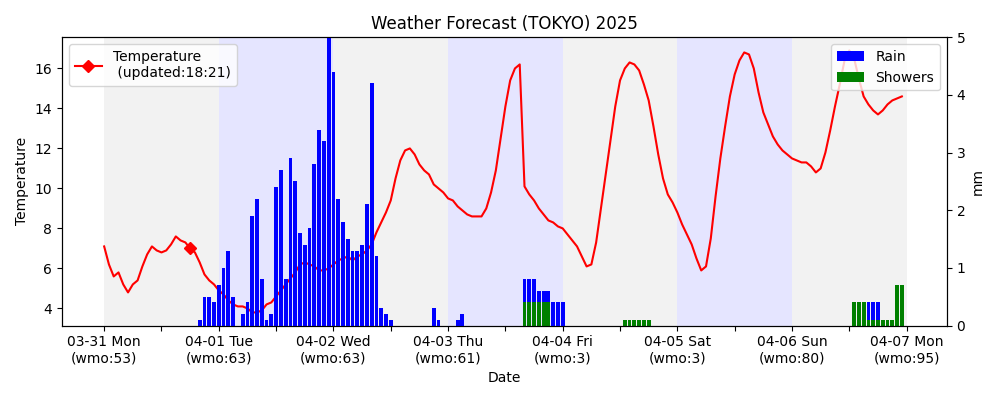 Weather Forecast (TOKYO) 2025
Temperature
(updated:18:21)
Rain
Showers
16
14
12
10
8
6
4
Temperature
5
4
3
2
1
0
mm
03-31 Mon 04-01 Tue 04-02 Wed 04-03 Thu 04-04 Fri 04-05 Sat 04-06 Sun 04-07 Mon
(wmo:53) (wmo:63) (wmo:63) (wmo:61) (wmo:3) (wmo:3) (wmo:80) (wmo:95)
Date